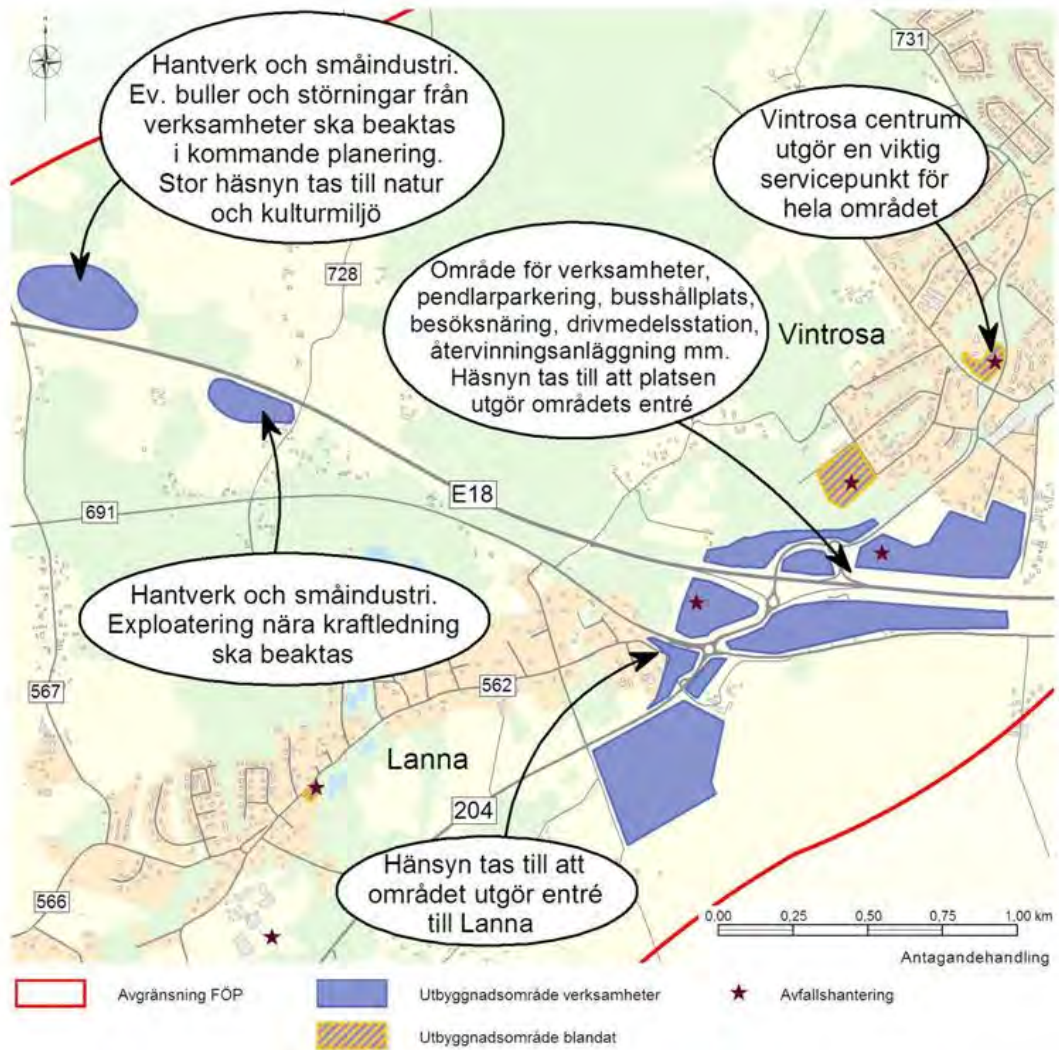 Hantverk och småindustri.
Ev. buller och störningar från
verksamheter ska beaktas
i kommande planering.
Stor häsnyn tas till natur
och kulturmiljö
731
Vintrosa centrum
utgör en viktig
servicepunkt för
hela området
728
Område för verksamheter,
pendlarparkering, busshållplats,
besöksnäring, drivmedelsstation,
återvinningsanläggning mm.
Häsnyn tas till att platsen
utgör områdets entré
Vintrosa
E18
691
Hantverk och småindustri.
Exploatering nära kraftledning
ska beaktas
567
562
Lanna
204
Hänsyn tas till att
området utgör entré
till Lanna
566
0,00 0,25 0,50 0,75 1,00 km
Antagandehandling
Avgränsning FÖP
Utbyggnadsområde verksamheter
Avfallshantering
Utbyggnadsområde blandat